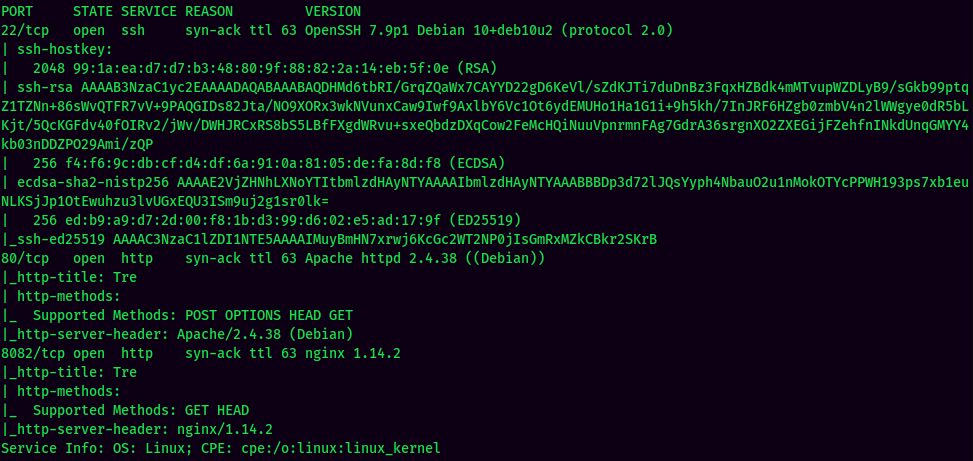 PORT     STATE SERVICE REASON         VERSION
22/tcp   open  ssh     syn-ack ttl 63 OpenSSH 7.9p1 Debian 10+deb10u2 (protocol 2.0)
| ssh-hostkey:
|   2048 99:1a:ea:d7:d7:b3:48:80:9f:88:82:2a:14:eb:5f:0e (RSA)
| ssh-rsa AAAAB3NzaC1yc2EAAAADAQABAAABAQDHMd6tbRI/GrqZQaWx7CAYYD22gD6KeVl/sZdKJTi7duDnBz3FqxHZBdk4mMTvupWZDLyB9/sGkb99ptq
Z1TZNn+86sWvQTFR7vV+9PAQGIDs82Jta/NO9XORx3wkNVunxCaw9Iwf9AxlbY6Vc1Ot6ydEMUHo1Ha1G1i+9h5kh/7InJRF6HZgb0zmbV4n2lWWgye0dR5bL
Kjt/5QcKGFdv40fOIRv2/jWv/DWHJRCxRS8bS5LBfFXgdWRvu+sxeQbdzDXqCow2FeMcHQiNuuVpnrmnFAg7GdrA36srgnXO2ZXEGijFZehfnINkdUnqGMYY4
kb03nDDZPO29Ami/zQP
|   256 f4:f6:9c:db:cf:d4:df:6a:91:0a:81:05:de:fa:8d:f8 (ECDSA)
| ecdsa-sha2-nistp256 AAAAE2VjZHNhLXNoYTItbmlzdHAyNTYAAAAIbmlzdHAyNTYAAABBBDp3d72lJQsYyph4NbauO2u1nMokOTYcPPWH193ps7xb1eu
NLKSjJp1OtEwuhzu3lvUGxEQU3ISm9uj2g1sr0lk=
|   256 ed:b9:a9:d7:2d:00:f8:1b:d3:99:d6:02:e5:ad:17:9f (ED25519)
|_ssh-ed25519 AAAAC3NzaC1lZDI1NTE5AAAAIMuyBmHN7xrwj6KcGc2WT2NP0jIsGmRxMZkCBkr2SKrB
80/tcp   open  http    syn-ack ttl 63 Apache httpd 2.4.38 ((Debian))
|_http-title: Tre
| http-methods:
|_  Supported Methods: POST OPTIONS HEAD GET
|_http-server-header: Apache/2.4.38 (Debian)
8082/tcp open  http    syn-ack ttl 63 nginx 1.14.2
|_http-title: Tre
| http-methods:
|_  Supported Methods: GET HEAD
|_http-server-header: nginx/1.14.2
Service Info: OS: Linux; CPE: cpe:/o:linux:linux_kernel